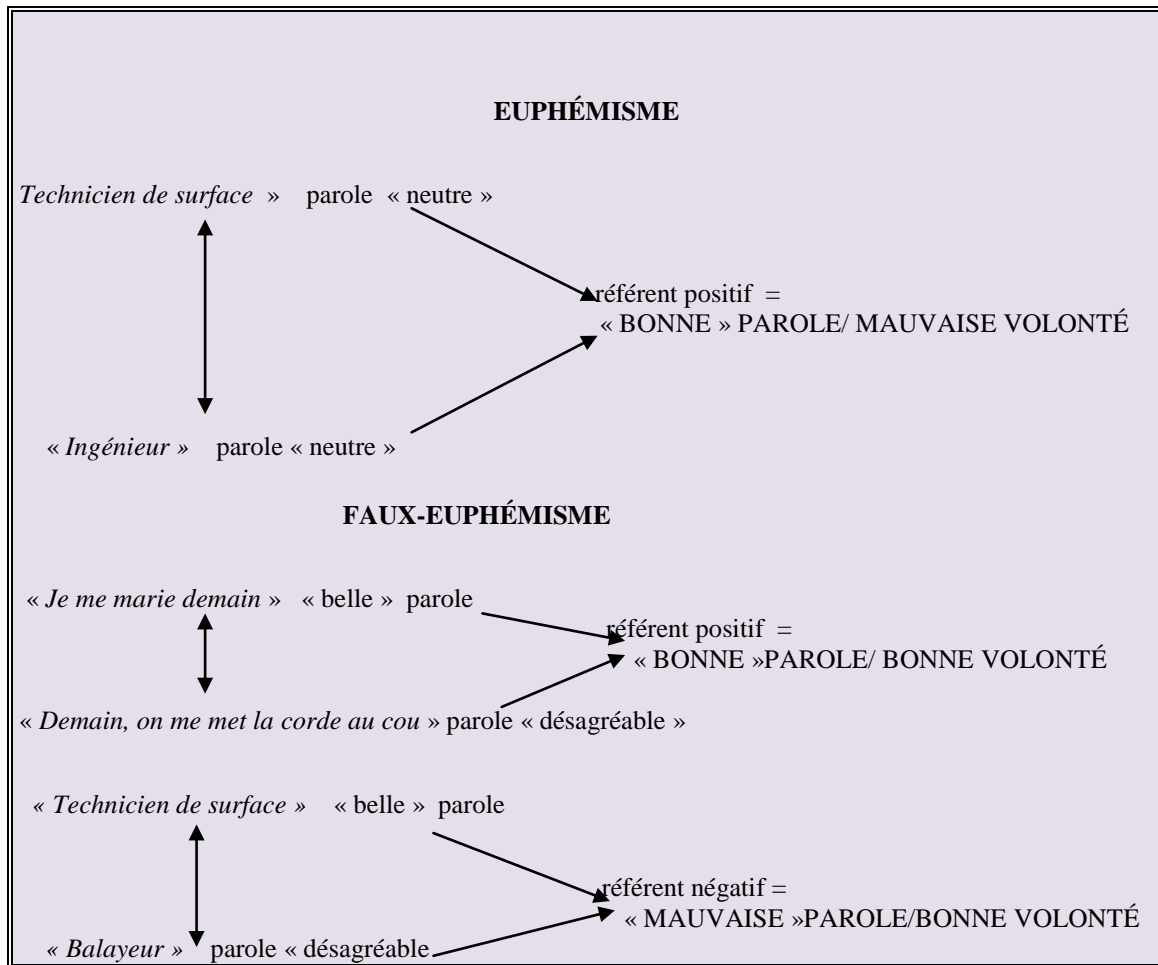 EUPHÉMISME
Technicien de surface » parole « neutre »
référent positif =
« BONNE » PAROLE/ MAUVAISE VOLONTÉ
« Ingénieur » parole « neutre »
FAUX-EUPHÉMISME
« Je me marie demain » « belle » parole
référent positif =
« BONNE »PAROLE/ BONNE VOLONTÉ
« Demain, on me met la corde au cou » parole « désagréable »
« Technicien de surface » « belle » parole
référent négatif =
« MAUVAISE »PAROLE/BONNE VOLONTÉ
« Balayeur » parole « désagréable